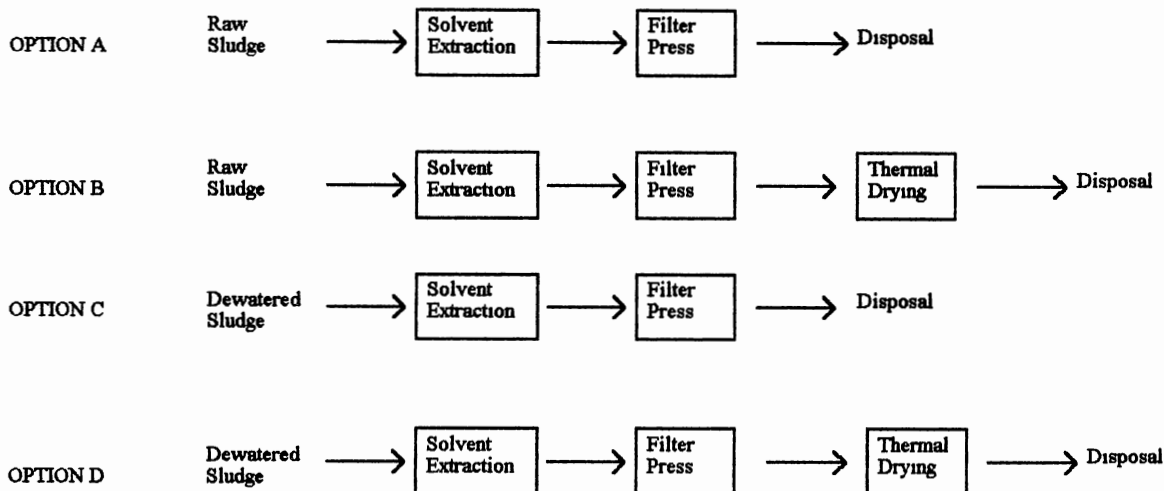 OPTION A
Raw
Sludge
Solvent
Extraction
Filter
Press
Disposal
OPTION B
Raw
Sludge
Solvent
Extraction
Filter
Press
Thermal
Drying
Disposal
OPTION C
Dewatered
Sludge
Solvent
Extraction
Filter
Press
Disposal
OPTION D
Dewatered
Sludge
Solvent
Extraction
Filter
Press
Thermal
Drying
Disposal